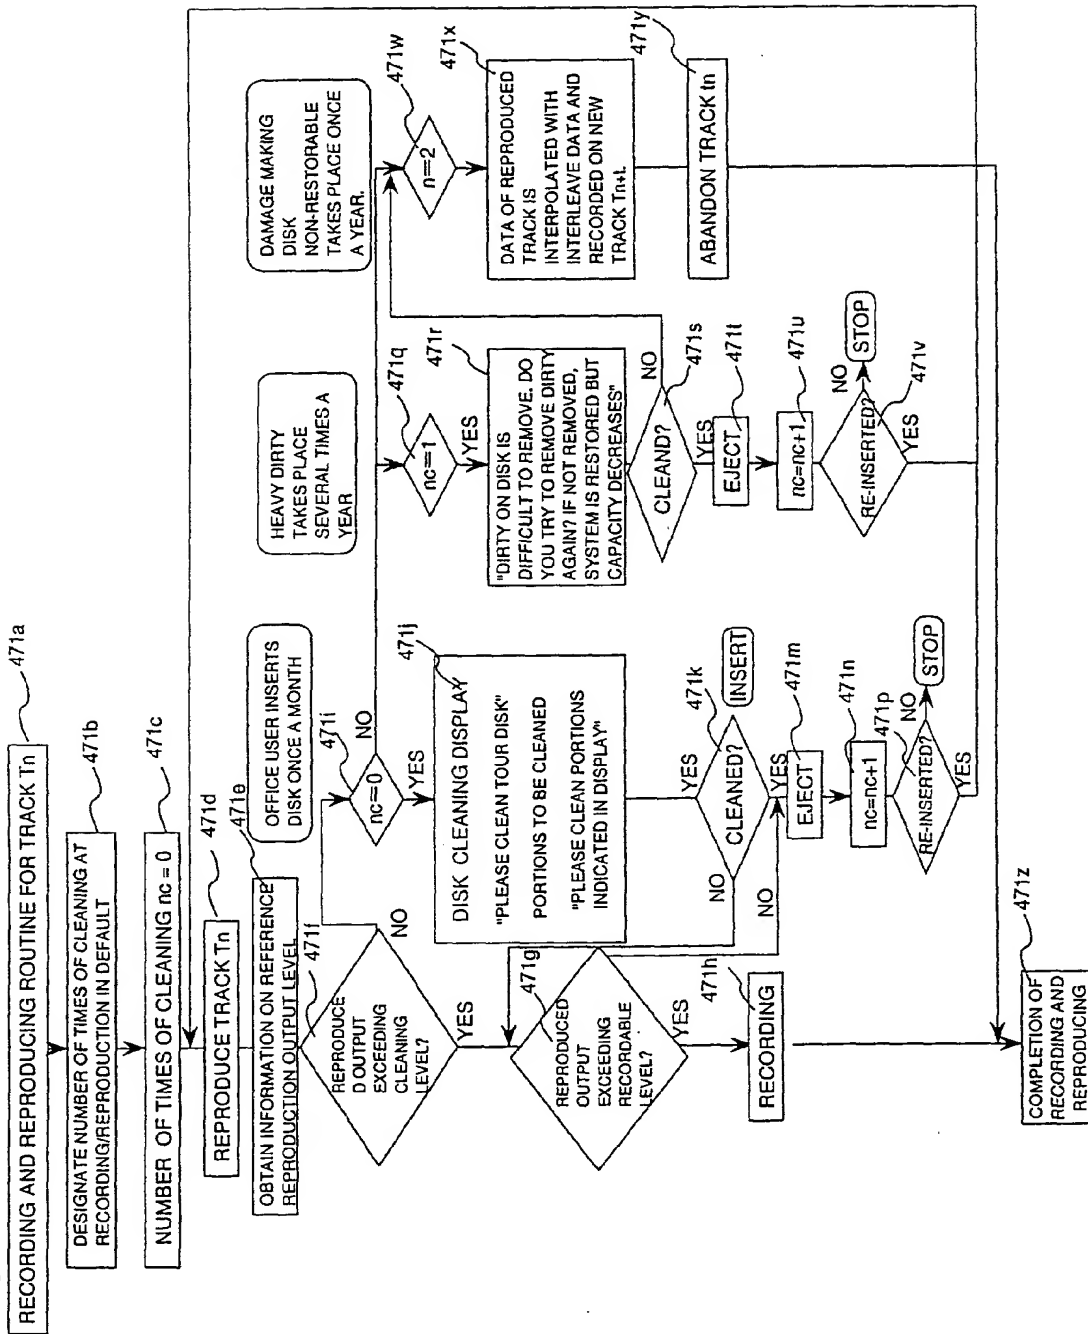 RECORDING AND REPRODUCING ROUTINE FOR TRACK Tn
471a
DESIGNATE NUMBER OF TIMES OF CLEANING AT
RECORDING/REPRODUCTION IN DEFAULT
471b
NUMBER OF TIMES OF CLEANING nc = 0
471c
REPRODUCE TRACK Tn
471d
OBTAIN INFORMATION ON REFERENCE
REPRODUCTION OUTPUT LEVEL
471e
REPRODUCE
D OUTPUT
EXCEEDING
CLEANING
LEVEL?
471f
NO
YES
REPRODUCED
OUTPUT
EXCEEDING
RECORDABLE
LEVEL?
471g
NO
YES
RECORDING
471h
OFFICE USER INSERTS
DISK ONCE A MONTH
nc=0
471i
NO
YES
DISK CLEANING DISPLAY
"PLEASE CLEAN TOUR DISK"
PORTIONS TO BE CLEANED
"PLEASE CLEAN PORTIONS
INDICATED IN DISPLAY"
471j
YES
CLEANED?
471k
INSERT
NO
YES
EJECT
471m
nc=nc+1
471n
RE-INSERTED?
471p
NO
STOP
YES
HEAVY DIRTY
TAKES PLACE
SEVERAL TIMES A
YEAR
nc=1
471q
YES
"DIRTY ON DISK IS
DIFFICULT TO REMOVE. DO
YOU TRY TO REMOVE DIRTY
AGAIN? IF NOT REMOVED,
SYSTEM IS RESTORED BUT
CAPACITY DECREASES"
471r
CLEAND?
471s
NO
YES
EJECT
471t
nc=nc+1
471u
RE-INSERTED?
471v
NO
STOP
YES
DAMAGE MAKING
DISK
NON-RESTORABLE
TAKES PLACE ONCE
A YEAR.
n=2
471w
DATA OF REPRODUCED
TRACK IS
INTERPOLATED WITH
INTERLEAVE DATA AND
RECORDED ON NEW
TRACK Tn+L
471x
ABANDON TRACK tn
471y
COMPLETION OF
RECORDING AND
REPRODUCING
471z